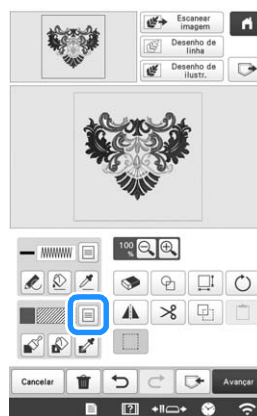 Escanear
imagem
Desenho de
linha
Desenho de
ilustr.
100
%
Cancelar
Avançar
?